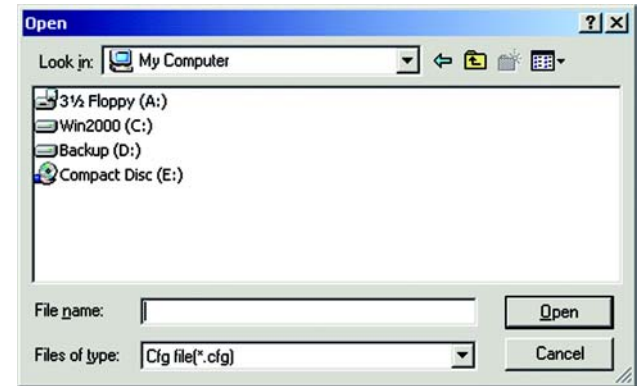 Open
Look in: My Computer
3½ Floppy (A:)
Win2000 (C:)
Backup (D:)
Compact Disc (E:)
File name:
Open
Files of type: Cfg file(*.cfg)
Cancel